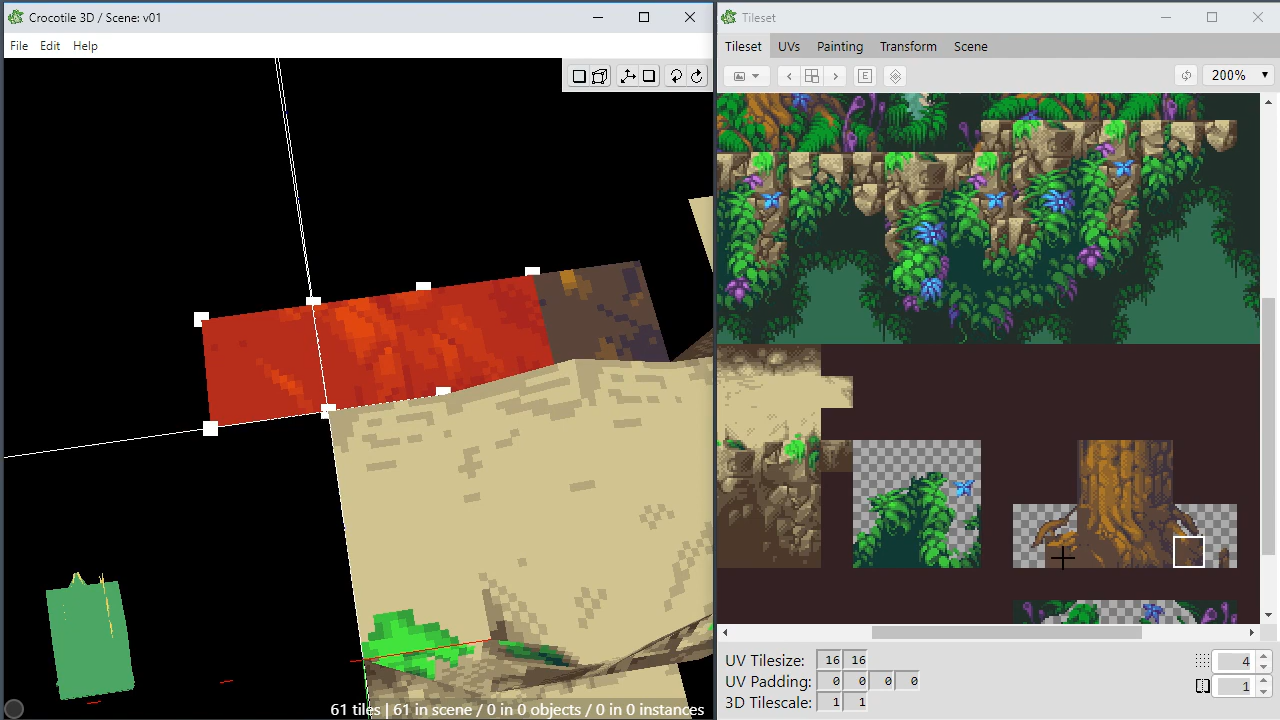 Crocotile 3D / Scene: v01
File Edit Help
61 tiles | 61 in scene / 0 in 0 objects / 0 in 0 instances
Tileset
Tileset UVs Painting Transform Scene
E 200%
UV Tilesize: 16 16
UV Padding: 0 0 0 0
3D Tilescale: 1 1
4
1